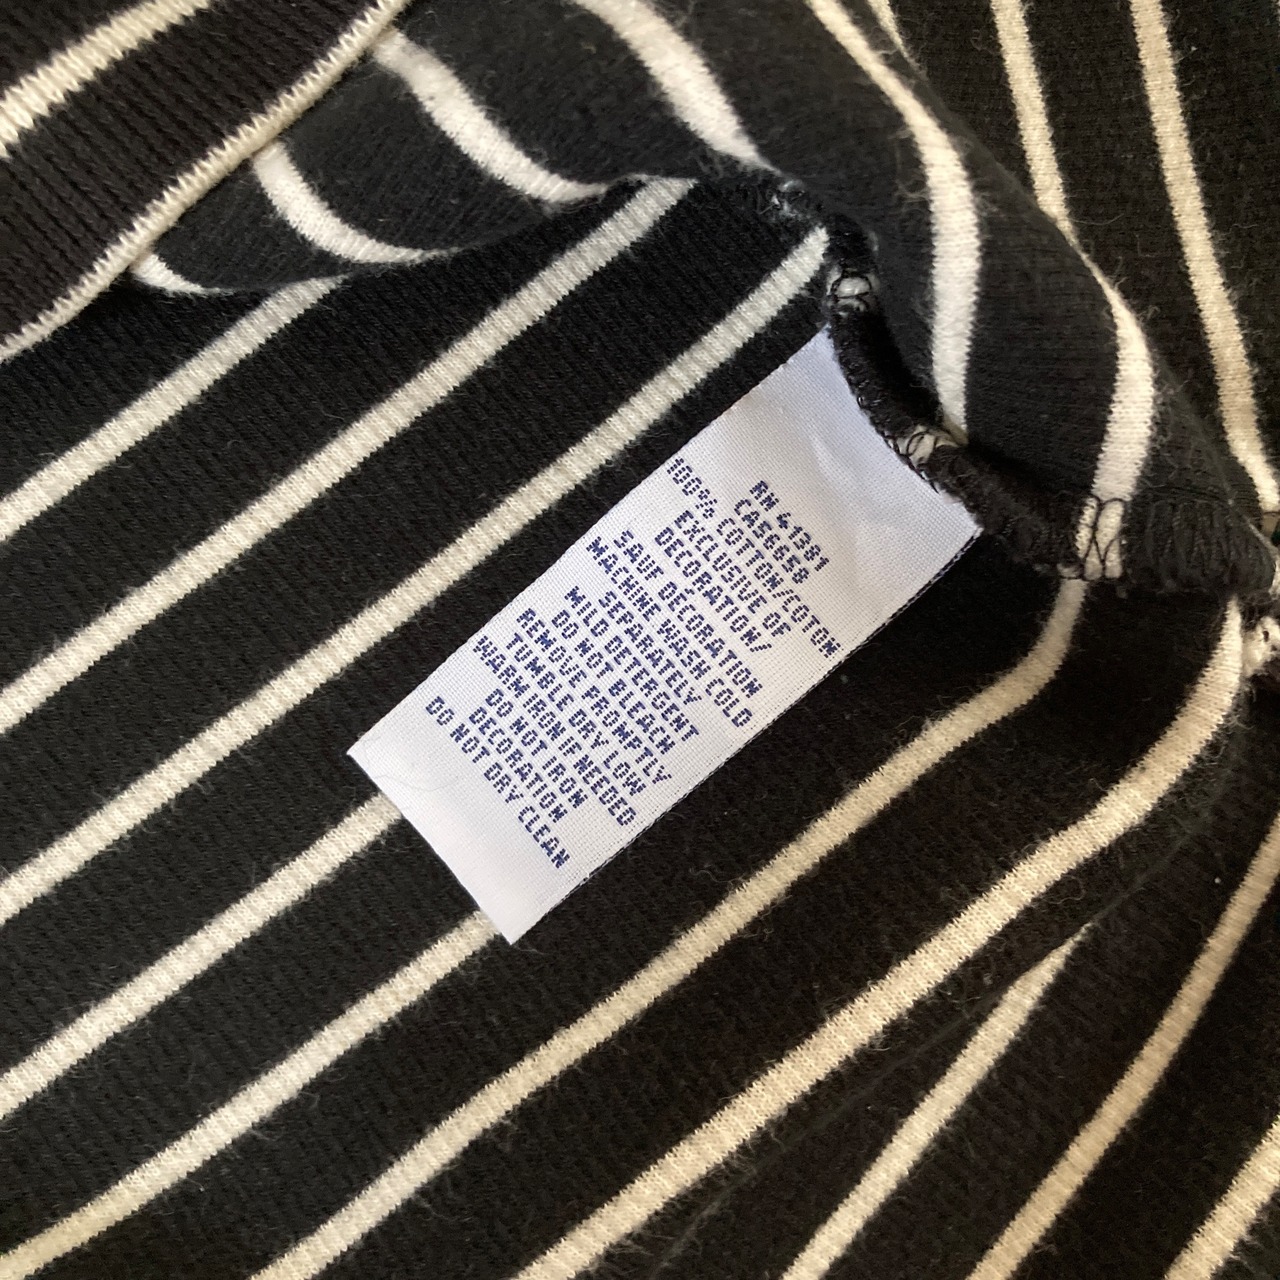 RN 41381
CA56658
100% COTTON/COTON
EXCLUSIVE OF
DECORATION/
SAUF DECORATION
MACHINE WASH COLD
SEPARATELY
MILD DETERGENT
DO NOT BLEACH
REMOVE PROMPTLY
TUMBLE DRY LOW
WARM IRON IF NEEDED
DO NOT IRON
DECORATION
DO NOT DRY CLEAN